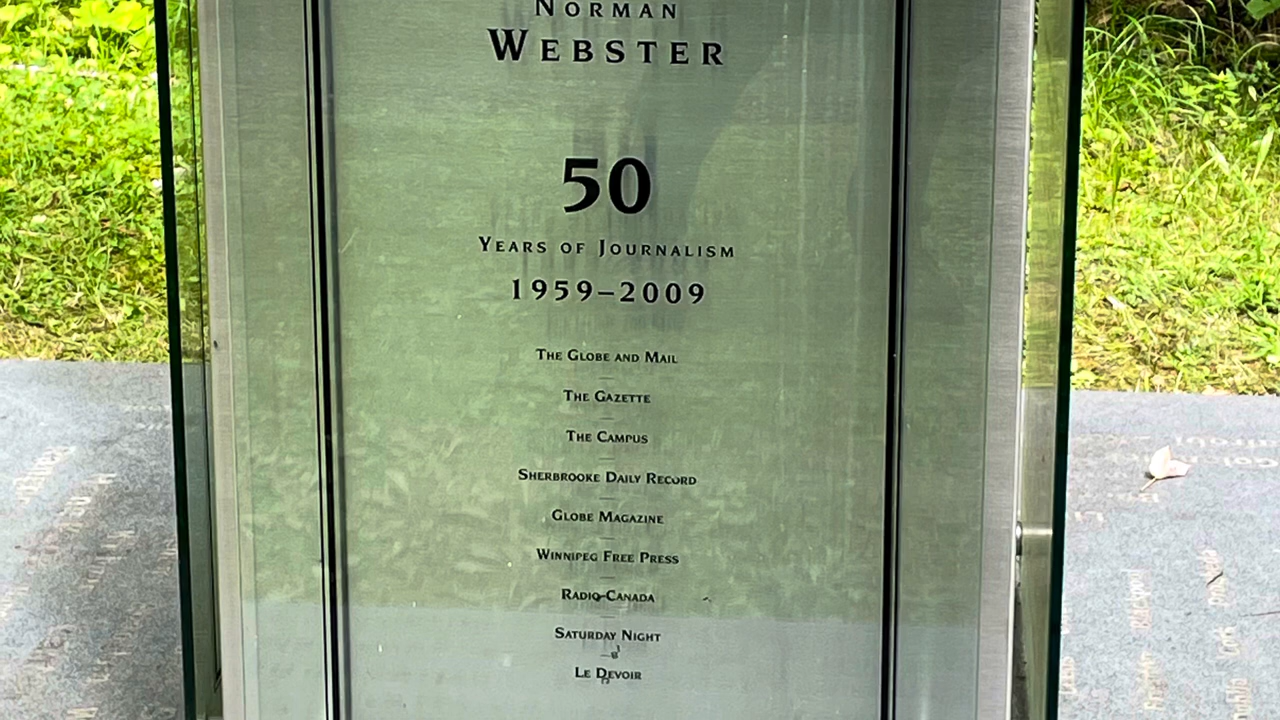 NORMAN
WEBSTER
50
YEARS OF JOURNALISM
1959–2009
THE GLOBE AND MAIL
THE GAZETTE
THE CAMPUS
SHERBROOKE DAILY RECORD
GLOBE MAGAZINE
WINNIPEG FREE PRESS
RADIO-CANADA
SATURDAY NIGHT
LE DEVOIR